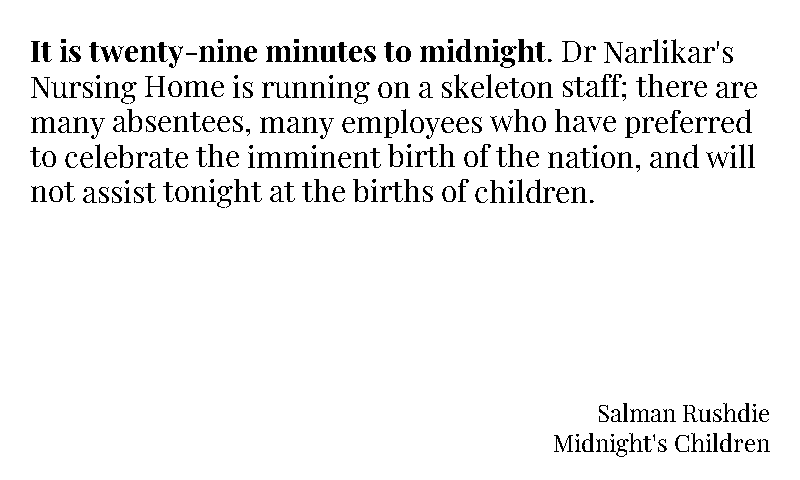 It is twenty-nine minutes to midnight. Dr Narlikar's
Nursing Home is running on a skeleton staff; there are
many absentees, many employees who have preferred
to celebrate the imminent birth of the nation, and will
not assist tonight at the births of children.
Salman Rushdie
Midnight's Children